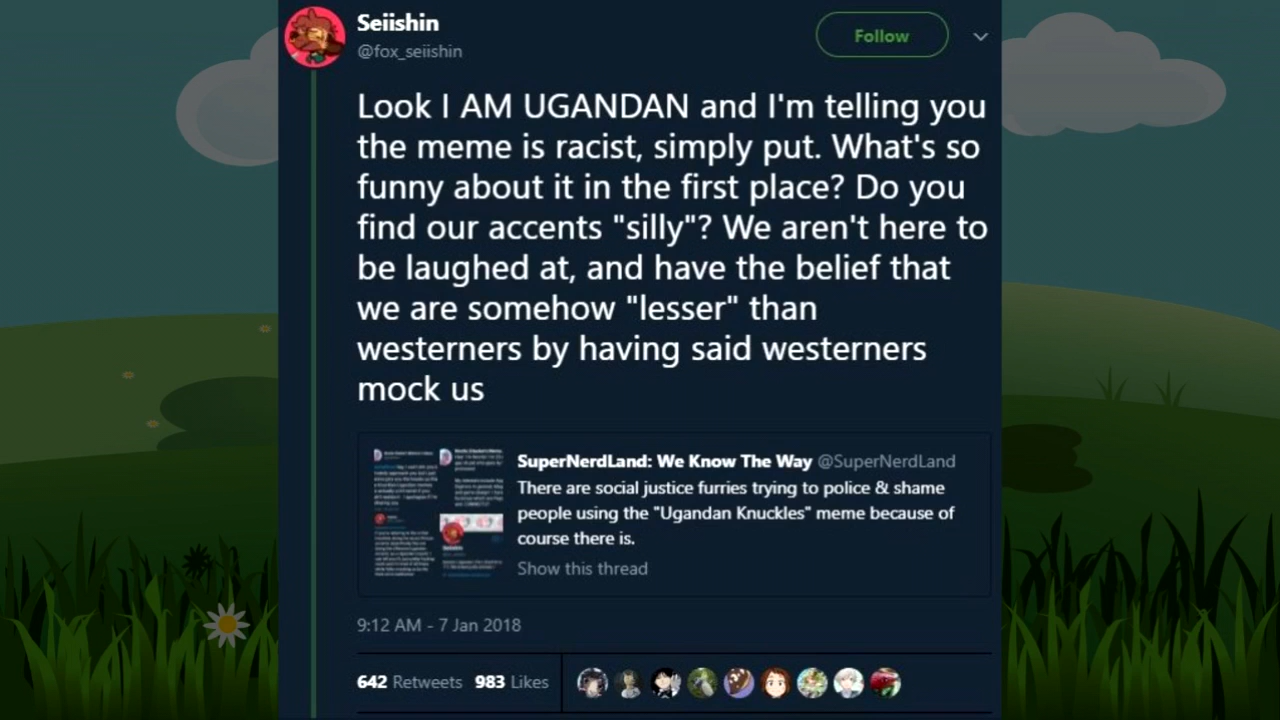 Seiishin
@fox_seiishin
Follow
Look I AM UGANDAN and I'm telling you
the meme is racist, simply put. What's so
funny about it in the first place? Do you
find our accents "silly"? We aren't here to
be laughed at, and have the belief that
we are somehow "lesser" than
westerners by having said westerners
mock us
SuperNerdLand: We Know The Way @SuperNerdLand
There are social justice furries trying to police & shame
people using the "Ugandan Knuckles" meme because of
course there is.
Show this thread
9:12 AM - 7 Jan 2018
642 Retweets 983 Likes